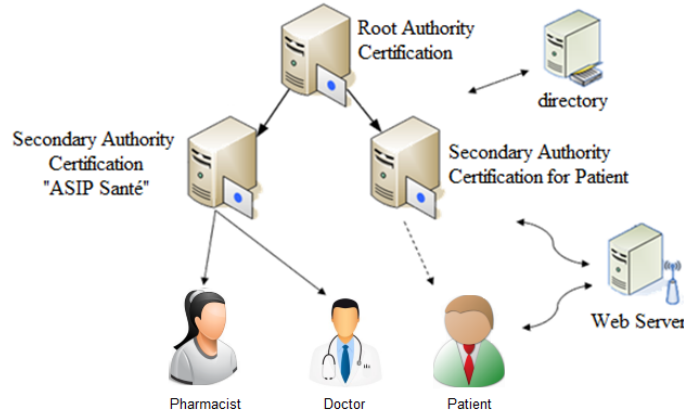 Root Authority
Certification
directory
Secondary Authority
Certification
"ASIP Santé"
Secondary Authority
Certification for Patient
Web Server
Pharmacist
Doctor
Patient